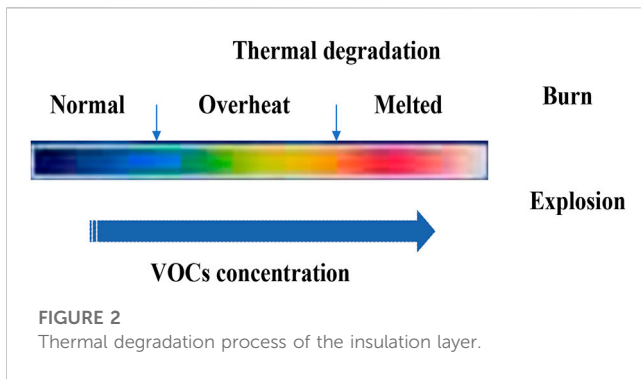 Thermal degradation
Normal Overheat Melted Burn
Explosion
VOCs concentration
FIGURE 2
Thermal degradation process of the insulation layer.